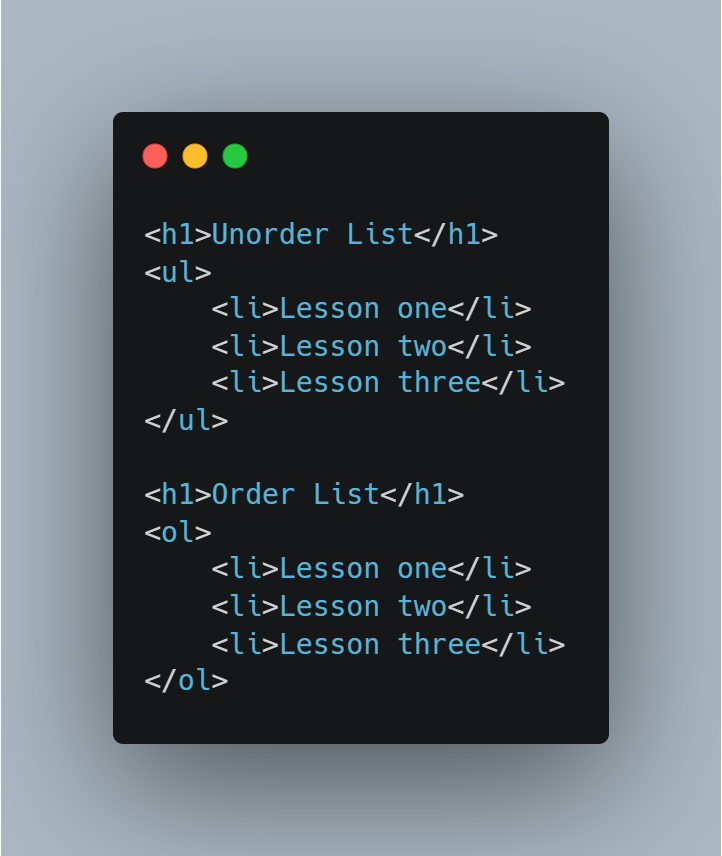 <h1>Unorder List</h1>
<ul>
    <li>Lesson one</li>
    <li>Lesson two</li>
    <li>Lesson three</li>
</ul>

<h1>Order List</h1>
<ol>
    <li>Lesson one</li>
    <li>Lesson two</li>
    <li>Lesson three</li>
</ol>